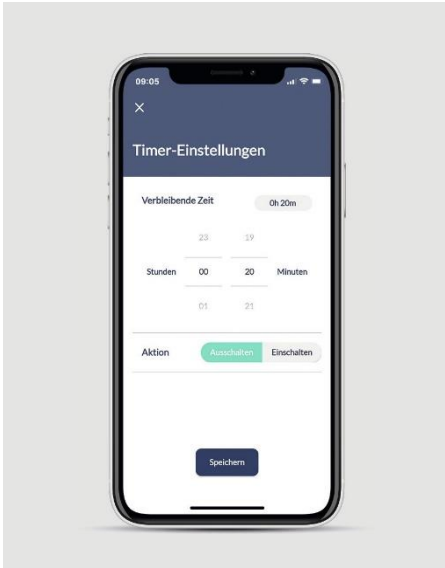 09:05
Timer-Einstellungen
Verbleibende Zeit 0h 20m
23 19
Stunden 00 20 Minuten
01 21
Aktion Ausschalten Einschalten
Speichern